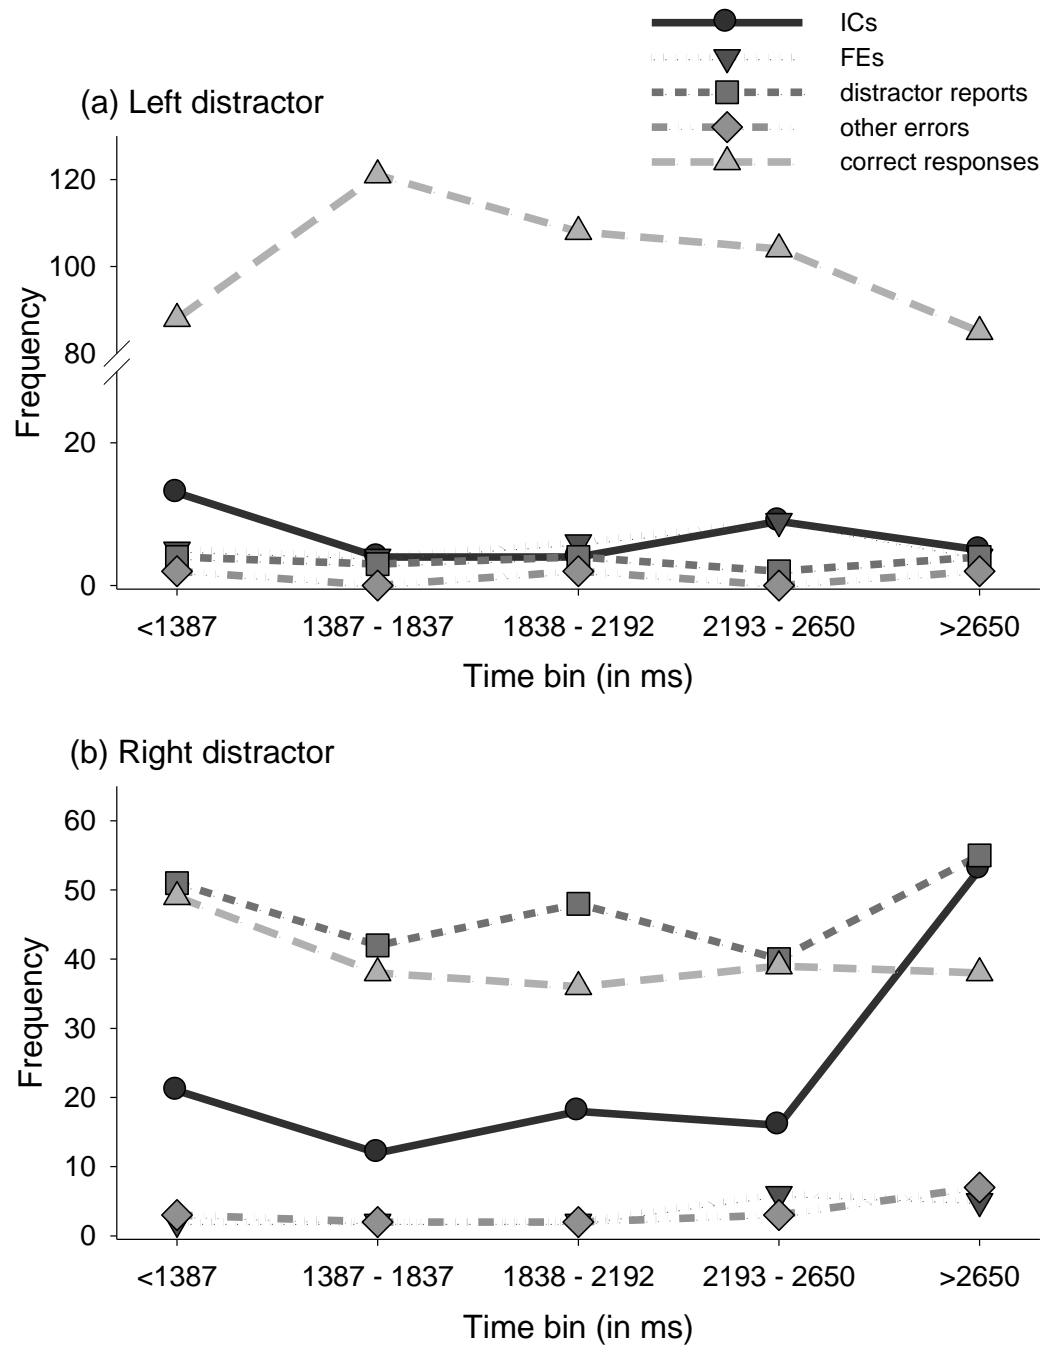 ICs
FEs
distractor reports
other errors
correct responses
(a) Left distractor
Frequency
120
100
80
20
0
<1387 1387 - 1837 1838 - 2192 2193 - 2650 >2650
Time bin (in ms)
(b) Right distractor
Frequency
60
50
40
30
20
10
0
<1387 1387 - 1837 1838 - 2192 2193 - 2650 >2650
Time bin (in ms)